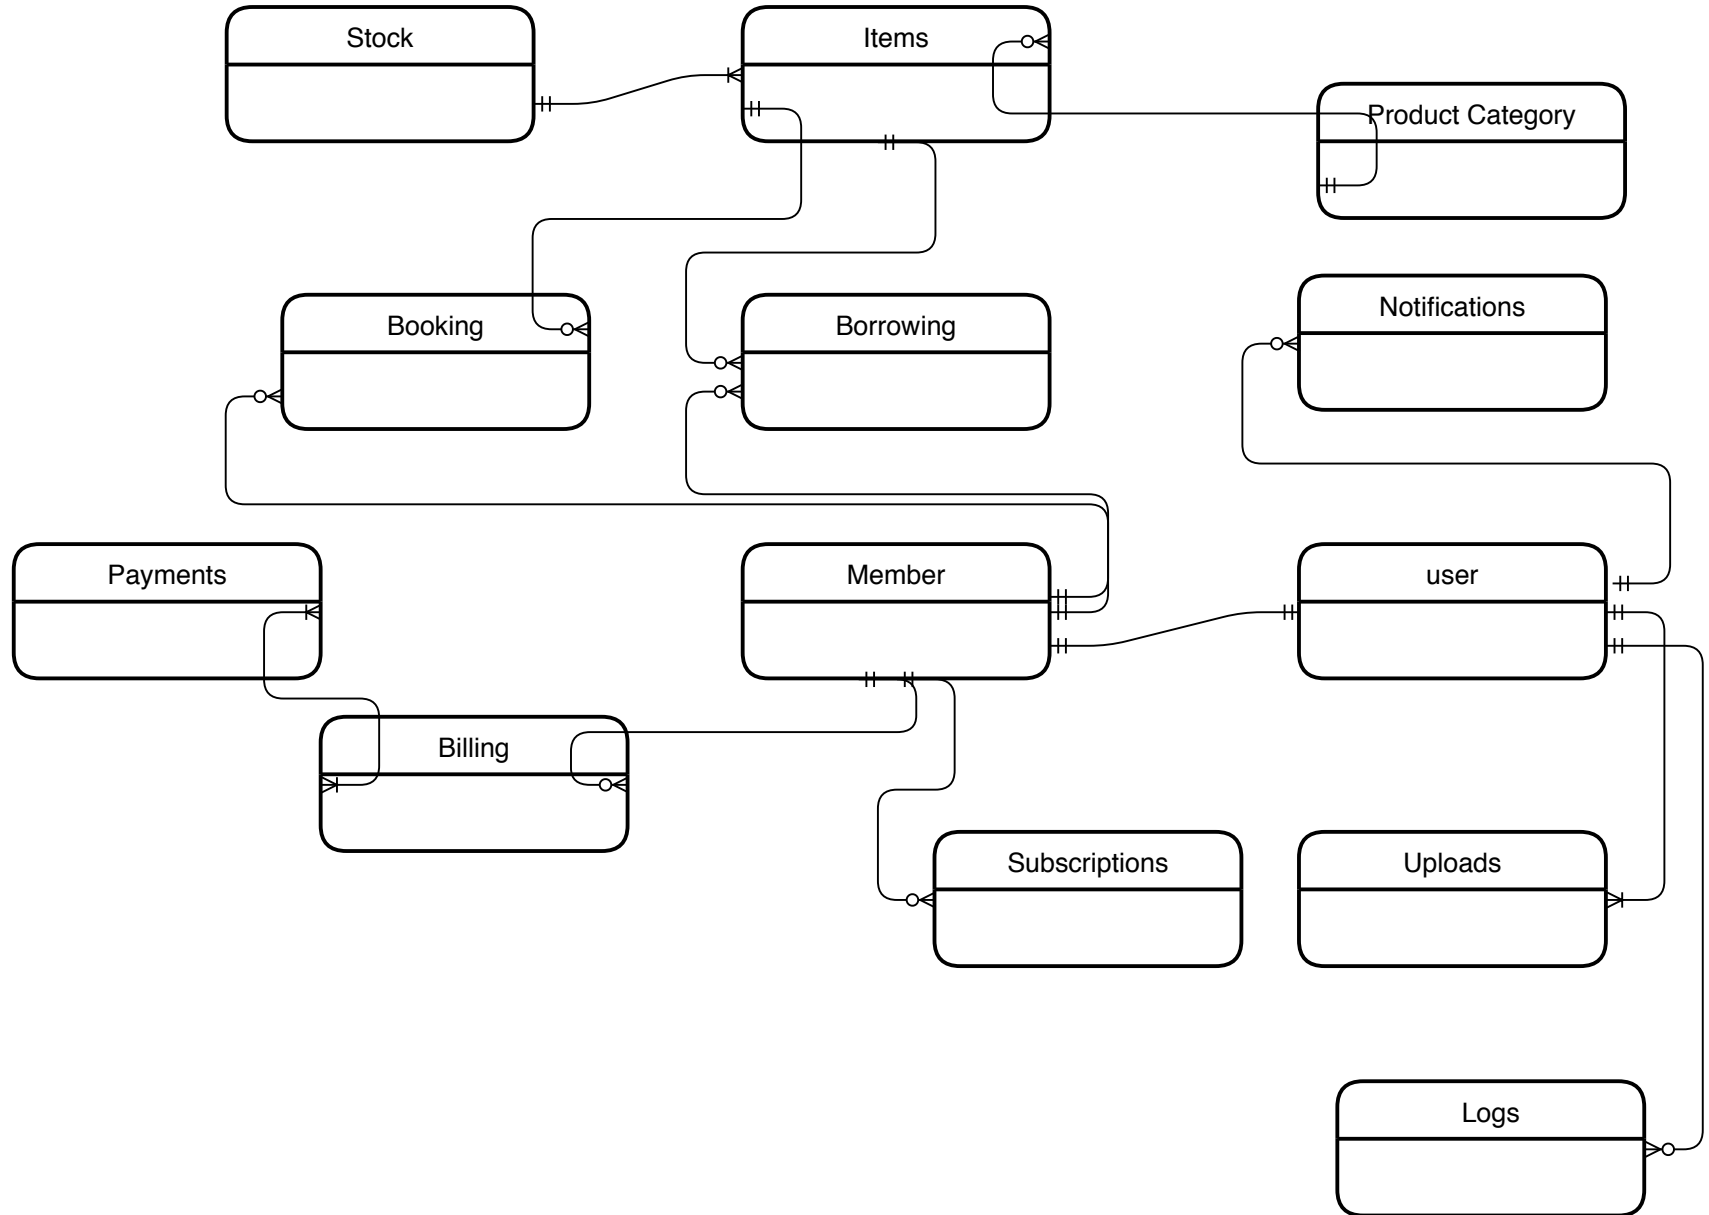 Stock
Items
Product Category
Booking
Borrowing
Notifications
Payments
Member
user
Billing
Subscriptions
Uploads
Logs